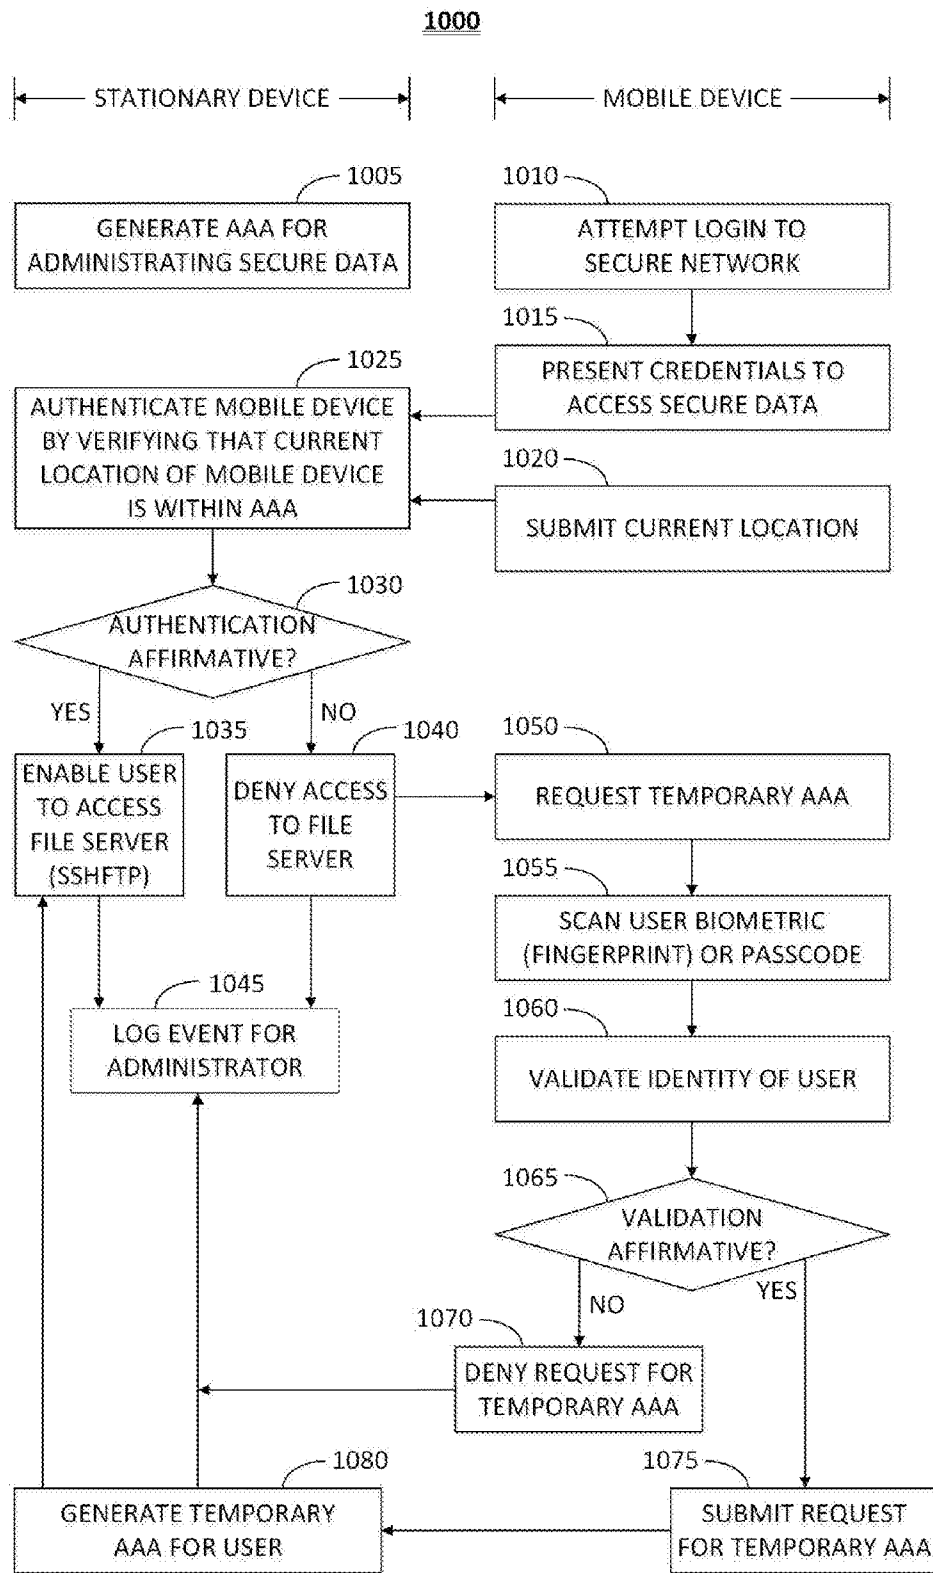 1000
STATIONARY DEVICE
MOBILE DEVICE
1005
GENERATE AAA FOR
ADMINISTRATING SECURE DATA
1010
ATTEMPT LOGIN TO
SECURE NETWORK
1015
PRESENT CREDENTIALS TO
ACCESS SECURE DATA
1025
AUTHENTICATE MOBILE DEVICE
BY VERIFYING THAT CURRENT
LOCATION OF MOBILE DEVICE
IS WITHIN AAA
1020
SUBMIT CURRENT LOCATION
1030
AUTHENTICATION
AFFIRMATIVE?
YES
NO
1035
ENABLE USER
TO ACCESS
FILE SERVER
(SSHFTP)
1040
DENY ACCESS
TO FILE
SERVER
1050
REQUEST TEMPORARY AAA
1055
SCAN USER BIOMETRIC
(FINGERPRINT) OR PASSCODE
1045
LOG EVENT FOR
ADMINISTRATOR
1060
VALIDATE IDENTITY OF USER
1065
VALIDATION
AFFIRMATIVE?
NO
YES
1070
DENY REQUEST FOR
TEMPORARY AAA
1080
GENERATE TEMPORARY
AAA FOR USER
1075
SUBMIT REQUEST
FOR TEMPORARY AAA